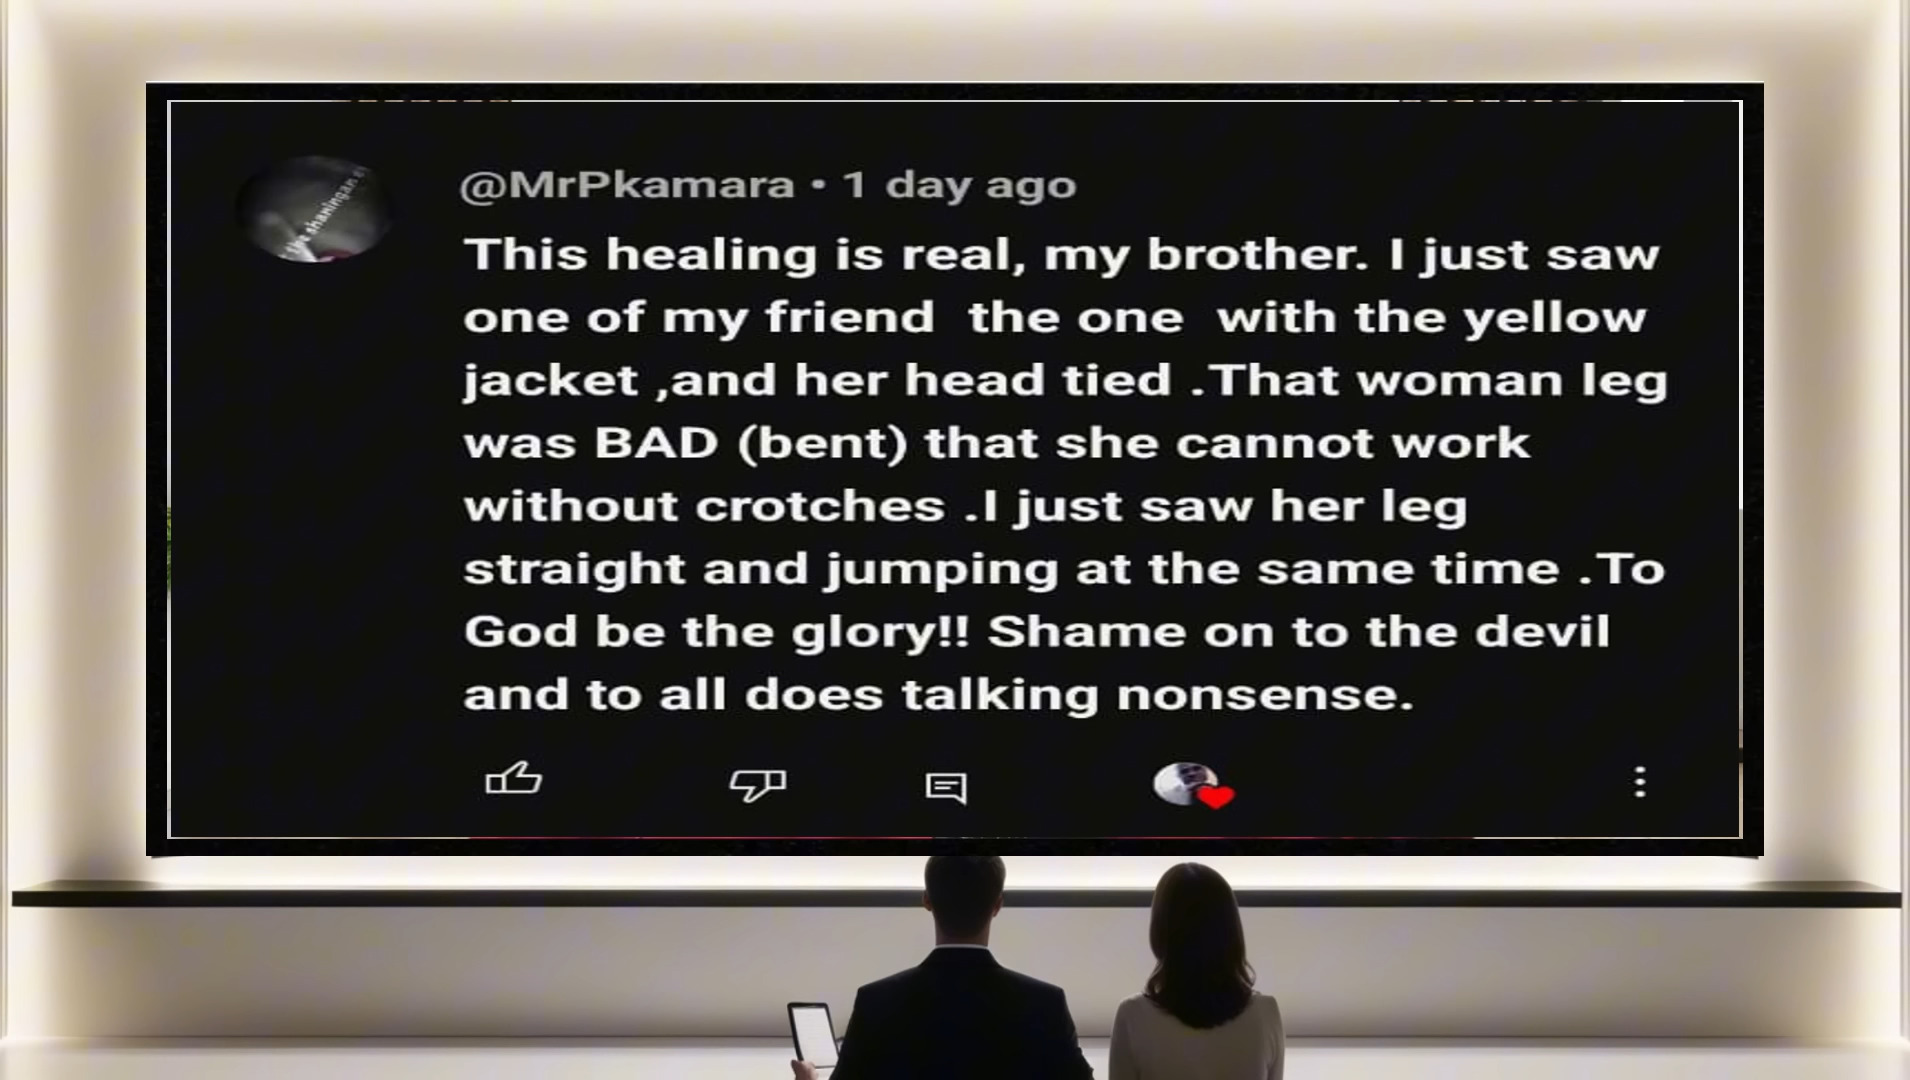 @MrPkamara • 1 day ago
This healing is real, my brother. I just saw
one of my friend  the one  with the yellow
jacket ,and her head tied .That woman leg
was BAD (bent) that she cannot work
without crotches .I just saw her leg
straight and jumping at the same time .To
God be the glory!! Shame on to the devil
and to all does talking nonsense.